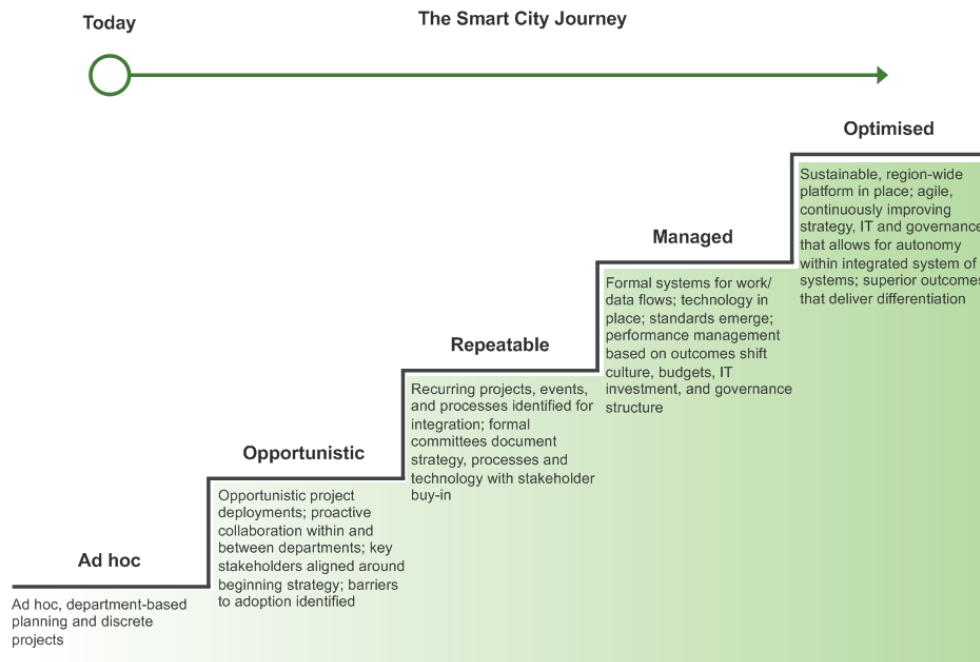 Today
The Smart City Journey
Optimised
Sustainable, region-wide
platform in place; agile,
continuously improving
strategy, IT and governance
that allows for autonomy
within integrated system of
systems; superior outcomes
that deliver differentiation
Managed
Formal systems for work/
data flows; technology in
place; standards emerge;
performance management
based on outcomes shift
culture, budgets, IT
investment, and governance
structure
Repeatable
Recurring projects, events,
and processes identified for
integration; formal
committees document
strategy, processes and
technology with stakeholder
buy-in
Opportunistic
Opportunistic project
deployments; proactive
collaboration within and
between departments; key
stakeholders aligned around
beginning strategy; barriers
to adoption identified
Ad hoc
Ad hoc, department-based
planning and discrete
projects